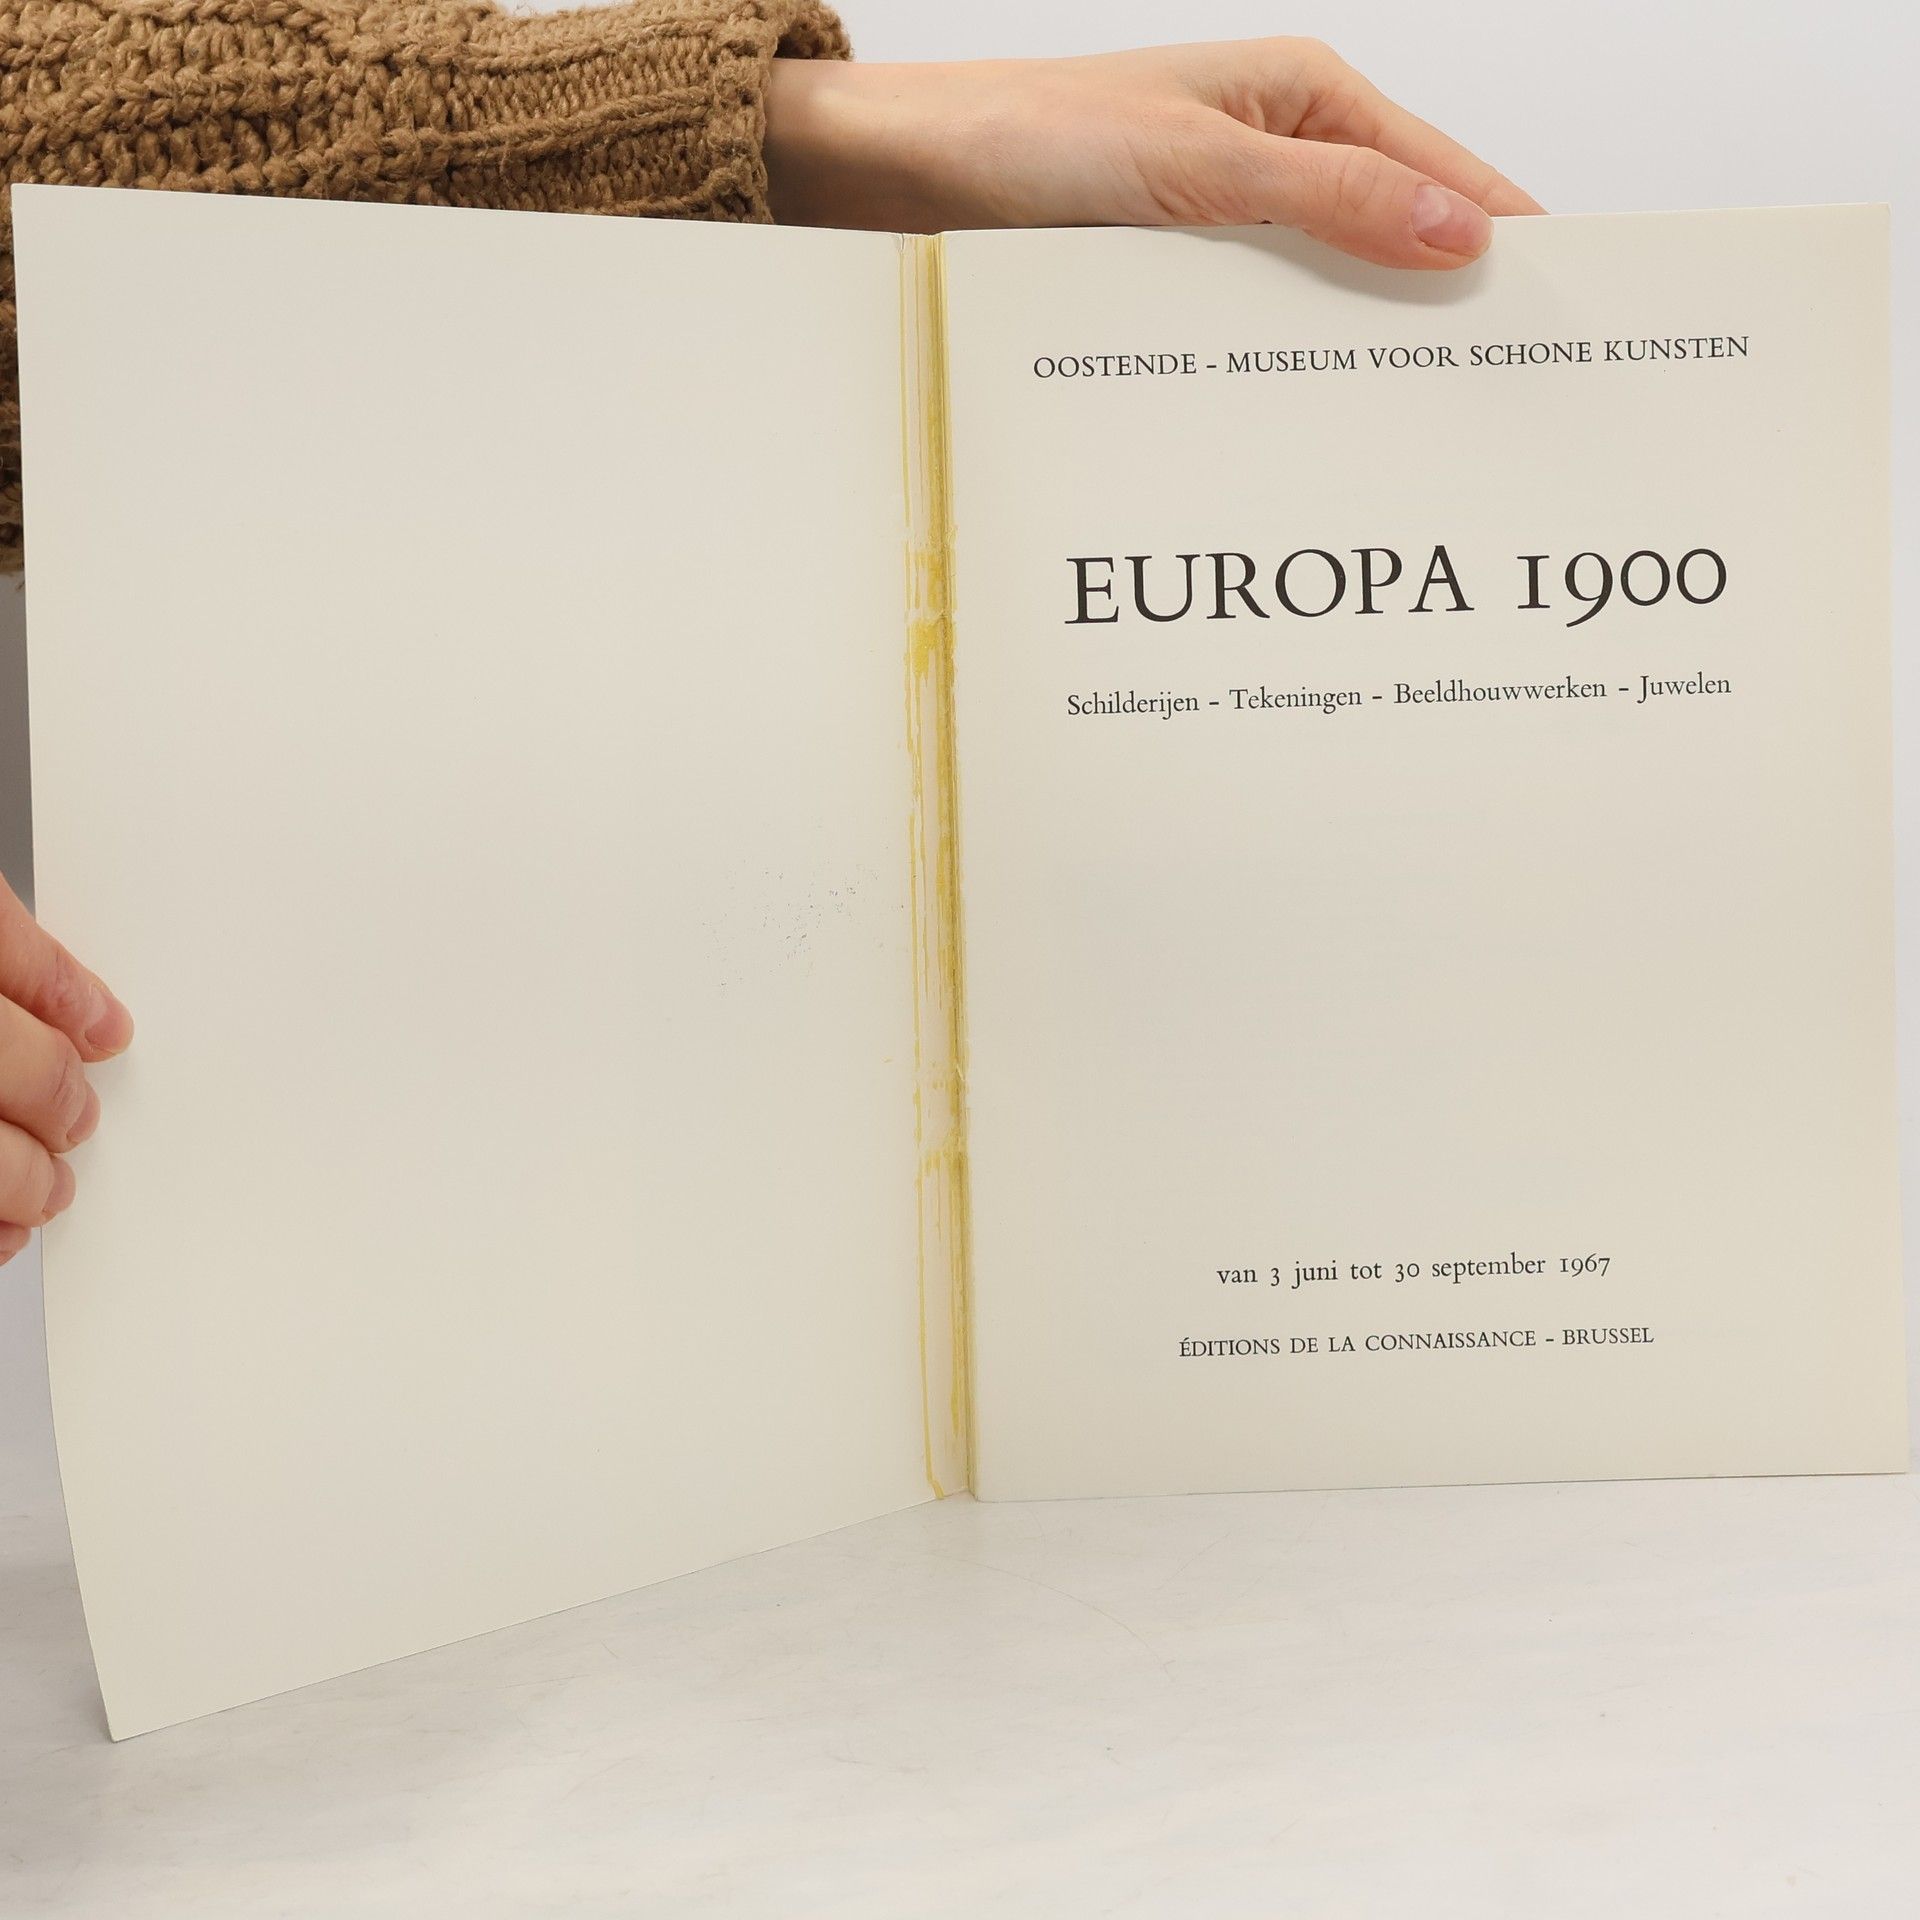 OOSTENDE - MUSEUM VOOR SCHONE KUNSTEN
EUROPA 1900
Schilderijen - Tekeningen - Beeldhouwwerken - Juwelen
van 3 juni tot 30 september 1967
ÉDITIONS DE LA CONNAISSANCE - BRUSSEL